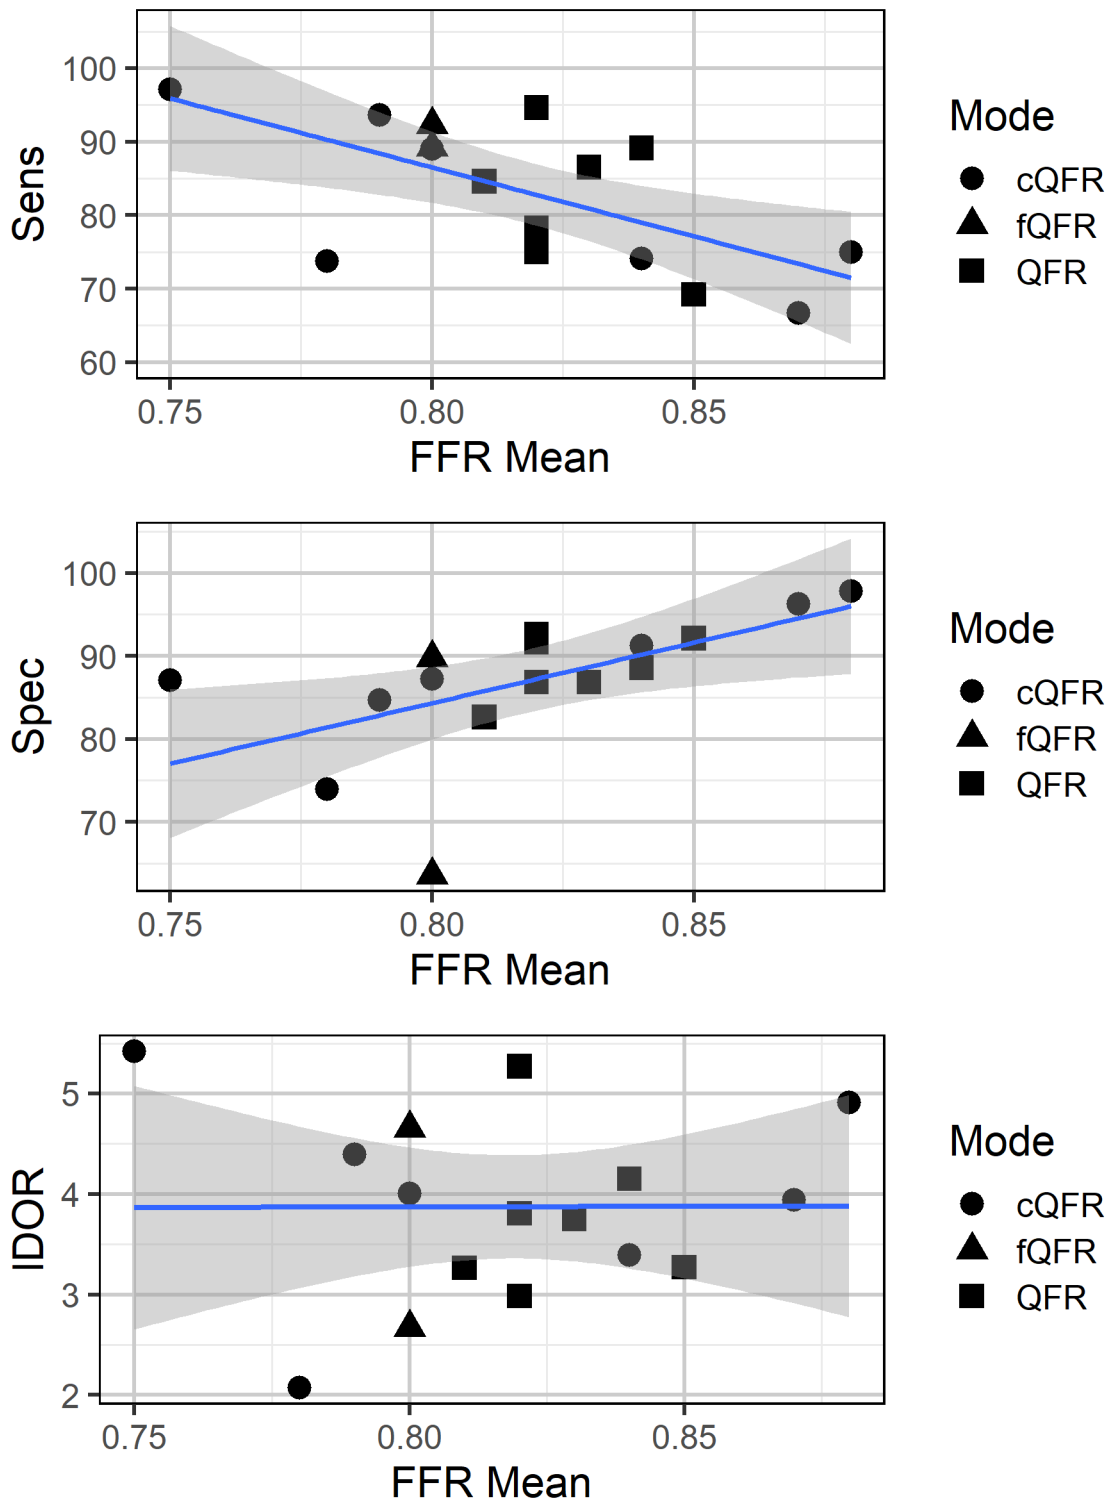 Sens
100
90
80
70
60
0.75 0.80 0.85
FFR Mean
Mode
cQFR
fQFR
QFR
Spec
100
90
80
70
0.75 0.80 0.85
FFR Mean
Mode
cQFR
fQFR
QFR
lDOR
5
4
3
2
0.75 0.80 0.85
FFR Mean
Mode
cQFR
fQFR
QFR